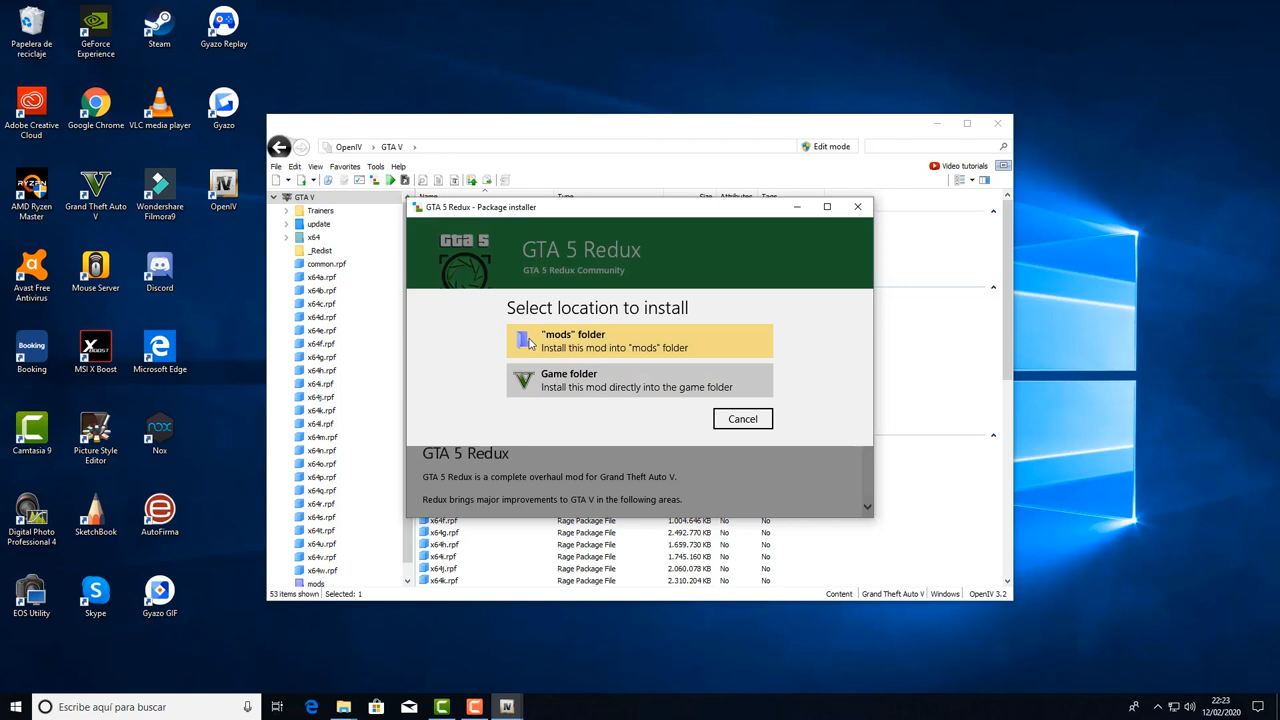 Papelera de
reciclaje
GeForce
Experience
Steam
Gyazo Replay
Adobe Creative
Cloud
Google Chrome
VLC media player
Gyazo
AMD Ryzen
Master
Grand Theft Auto
V
Wondershare
Filmora9
OpenIV
Avast Free
Antivirus
Mouse Server
Discord
Booking
Booking
MSI X Boost
Microsoft Edge
Camtasia 9
Picture Style
Editor
Nox
Digital Photo
Professional 4
SketchBook
AutoFirma
EOS Utility
Skype
Gyazo GIF
OpenIV
GTA V
Edit mode
File Edit View Favorites Tools Help
Video tutorials
GTA V
Trainers
update
x64
_Redist
common.rpf
x64a.rpf
x64b.rpf
x64c.rpf
x64d.rpf
x64e.rpf
x64f.rpf
x64g.rpf
x64h.rpf
x64i.rpf
x64j.rpf
x64k.rpf
x64l.rpf
x64m.rpf
x64n.rpf
x64o.rpf
x64p.rpf
x64q.rpf
x64r.rpf
x64s.rpf
x64t.rpf
x64u.rpf
x64v.rpf
x64w.rpf
mods
Name Type Size Attributes Tags
GTA 5 Redux - Package installer
GTA 5
GTA 5 Redux
GTA 5 Redux Community
Select location to install
"mods" folder
Install this mod into "mods" folder
Game folder
Install this mod directly into the game folder
Cancel
GTA 5 Redux
GTA 5 Redux is a complete overhaul mod for Grand Theft Auto V.
Redux brings major improvements to GTA V in the following areas.
x64f.rpf Rage Package File 1.004.646 KB No No
x64g.rpf Rage Package File 2.492.770 KB No No
x64h.rpf Rage Package File 1.659.730 KB No No
x64i.rpf Rage Package File 1.745.160 KB No No
x64j.rpf Rage Package File 2.060.078 KB No No
x64k.rpf Rage Package File 2.310.204 KB No No
53 items shown Selected: 1
Content Grand Theft Auto V Windows OpenIV 3.2
Escribe aquí para buscar
22:23
12/02/2020